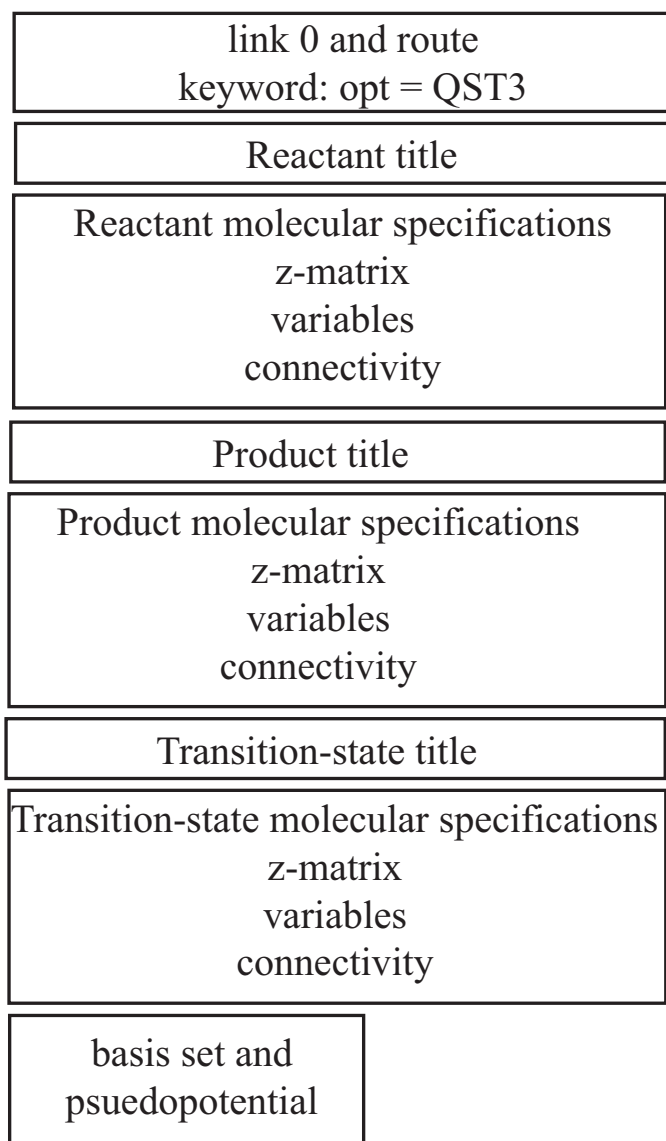 link 0 and route
keyword: opt = QST3
Reactant title
Reactant molecular specifications
z-matrix
variables
connectivity
Product title
Product molecular specifications
z-matrix
variables
connectivity
Transition-state title
Transition-state molecular specifications
z-matrix
variables
connectivity
basis set and
psuedopotential